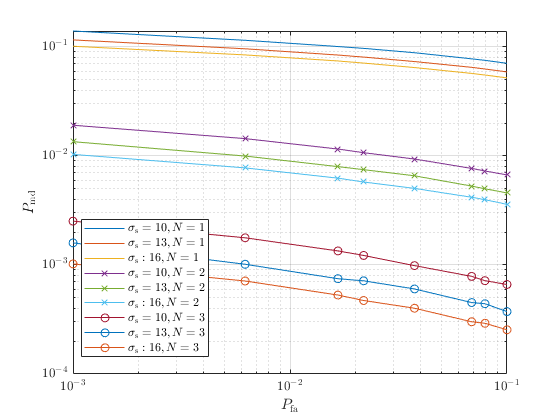 10⁻¹
10⁻²
10⁻³
10⁻⁴
P_md
σ_s = 10, N = 1
σ_s = 13, N = 1
σ_s : 16, N = 1
σ_s = 10, N = 2
σ_s = 13, N = 2
σ_s : 16, N = 2
σ_s = 10, N = 3
σ_s = 13, N = 3
σ_s : 16, N = 3
10⁻³ 10⁻² 10⁻¹
P_fa